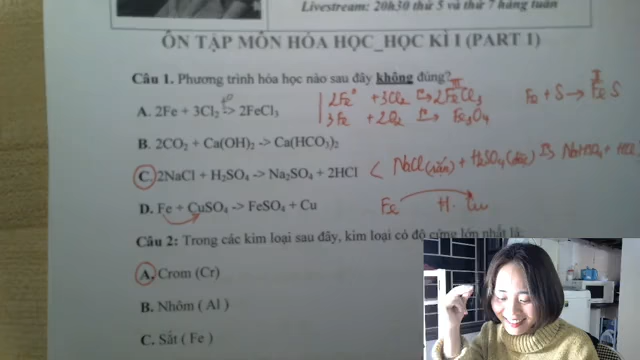 Livestream: 20h30 thứ 5 và thứ 7 hàng tuần
ÔN TẬP MÔN HÓA HỌC_HỌC KÌ I (PART 1)
Câu 1. Phương trình hóa học nào sau đây không đúng?
A. 2Fe + 3Cl₂ -> 2FeCl₃
t°
2Fe + 3Cl₂ -> 2FeCl₃
III
3Fe + 2O₂ -> Fe₃O₄
Fe + S -> FeS
II
B. 2CO₂ + Ca(OH)₂ -> Ca(HCO₃)₂
C. 2NaCl + H₂SO₄ -> Na₂SO₄ + 2HCl
NaCl (rắn) + H₂SO₄ (đặc) -> NaHSO₄ + HCl
D. Fe + CuSO₄ -> FeSO₄ + Cu
Fe H. Cu
Câu 2: Trong các kim loại sau đây, kim loại có độ cứng lớn nhất là:
A. Crom (Cr)
B. Nhôm ( Al )
C. Sắt ( Fe )